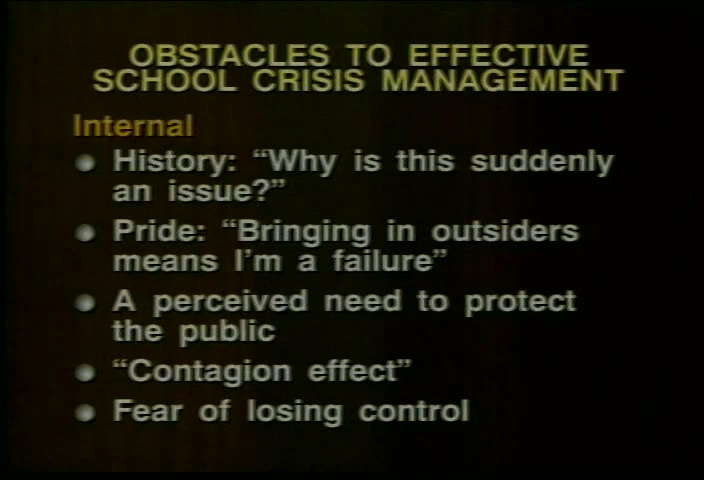 OBSTACLES TO EFFECTIVE
SCHOOL CRISIS MANAGEMENT
Internal
● History: “Why is this suddenly
an issue?”
● Pride: “Bringing in outsiders
means I'm a failure”
● A perceived need to protect
the public
● “Contagion effect”
● Fear of losing control